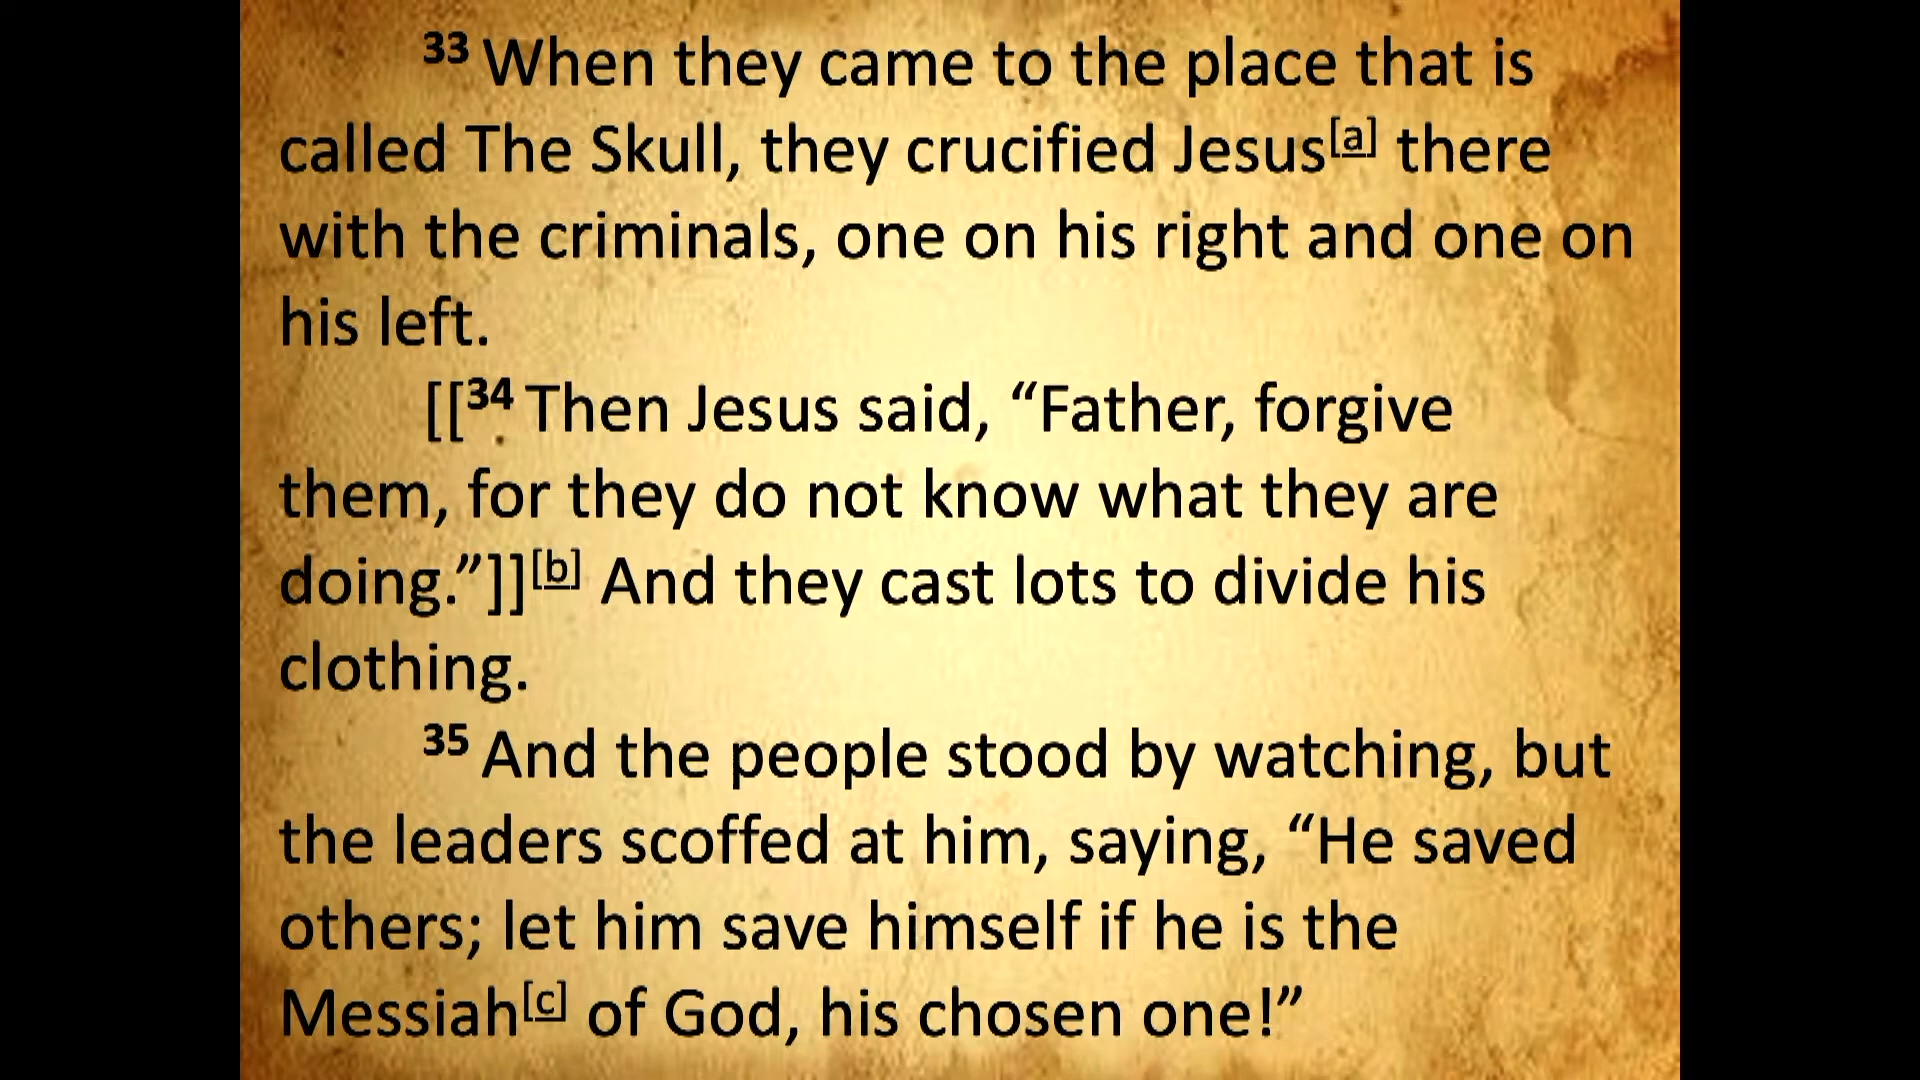 33 When they came to the place that is
called The Skull, they crucified Jesus[a] there
with the criminals, one on his right and one on
his left.
[[34 Then Jesus said, “Father, forgive
them, for they do not know what they are
doing.”]][b] And they cast lots to divide his
clothing.
35 And the people stood by watching, but
the leaders scoffed at him, saying, “He saved
others; let him save himself if he is the
Messiah[c] of God, his chosen one!”